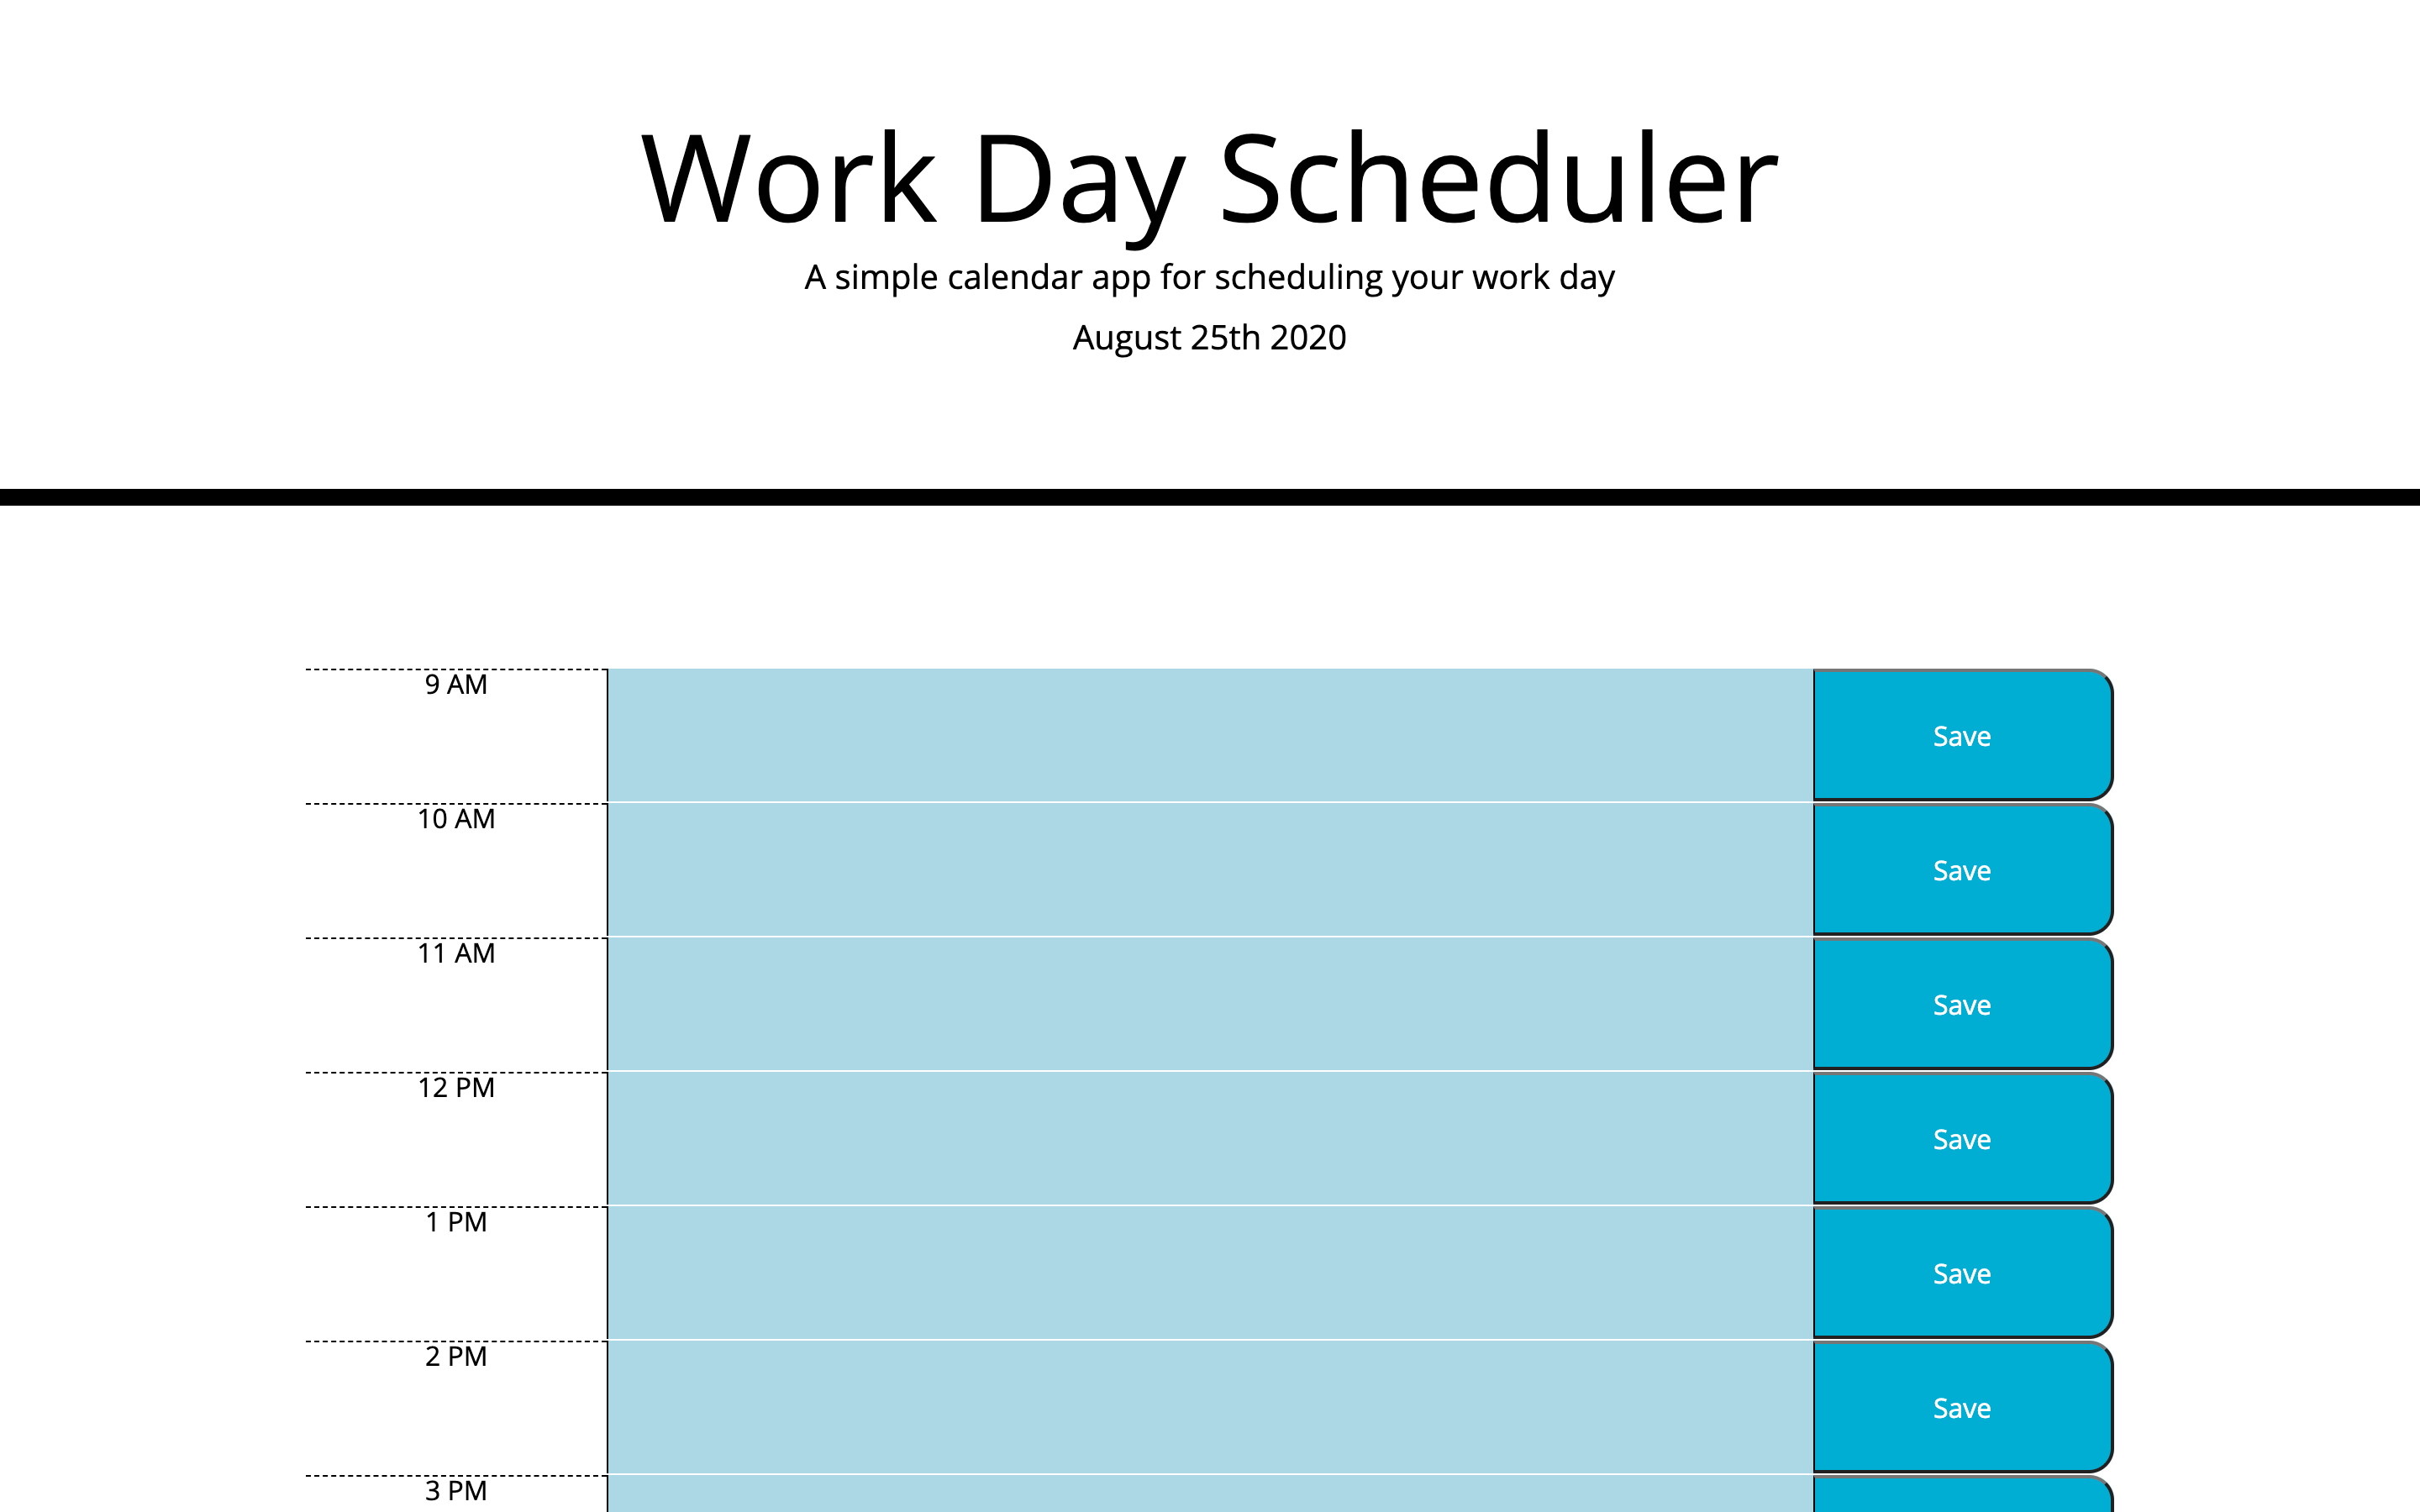 Work Day Scheduler
A simple calendar app for scheduling your work day
August 25th 2020
9 AM
Save
10 AM
Save
11 AM
Save
12 PM
Save
1 PM
Save
2 PM
Save
3 PM